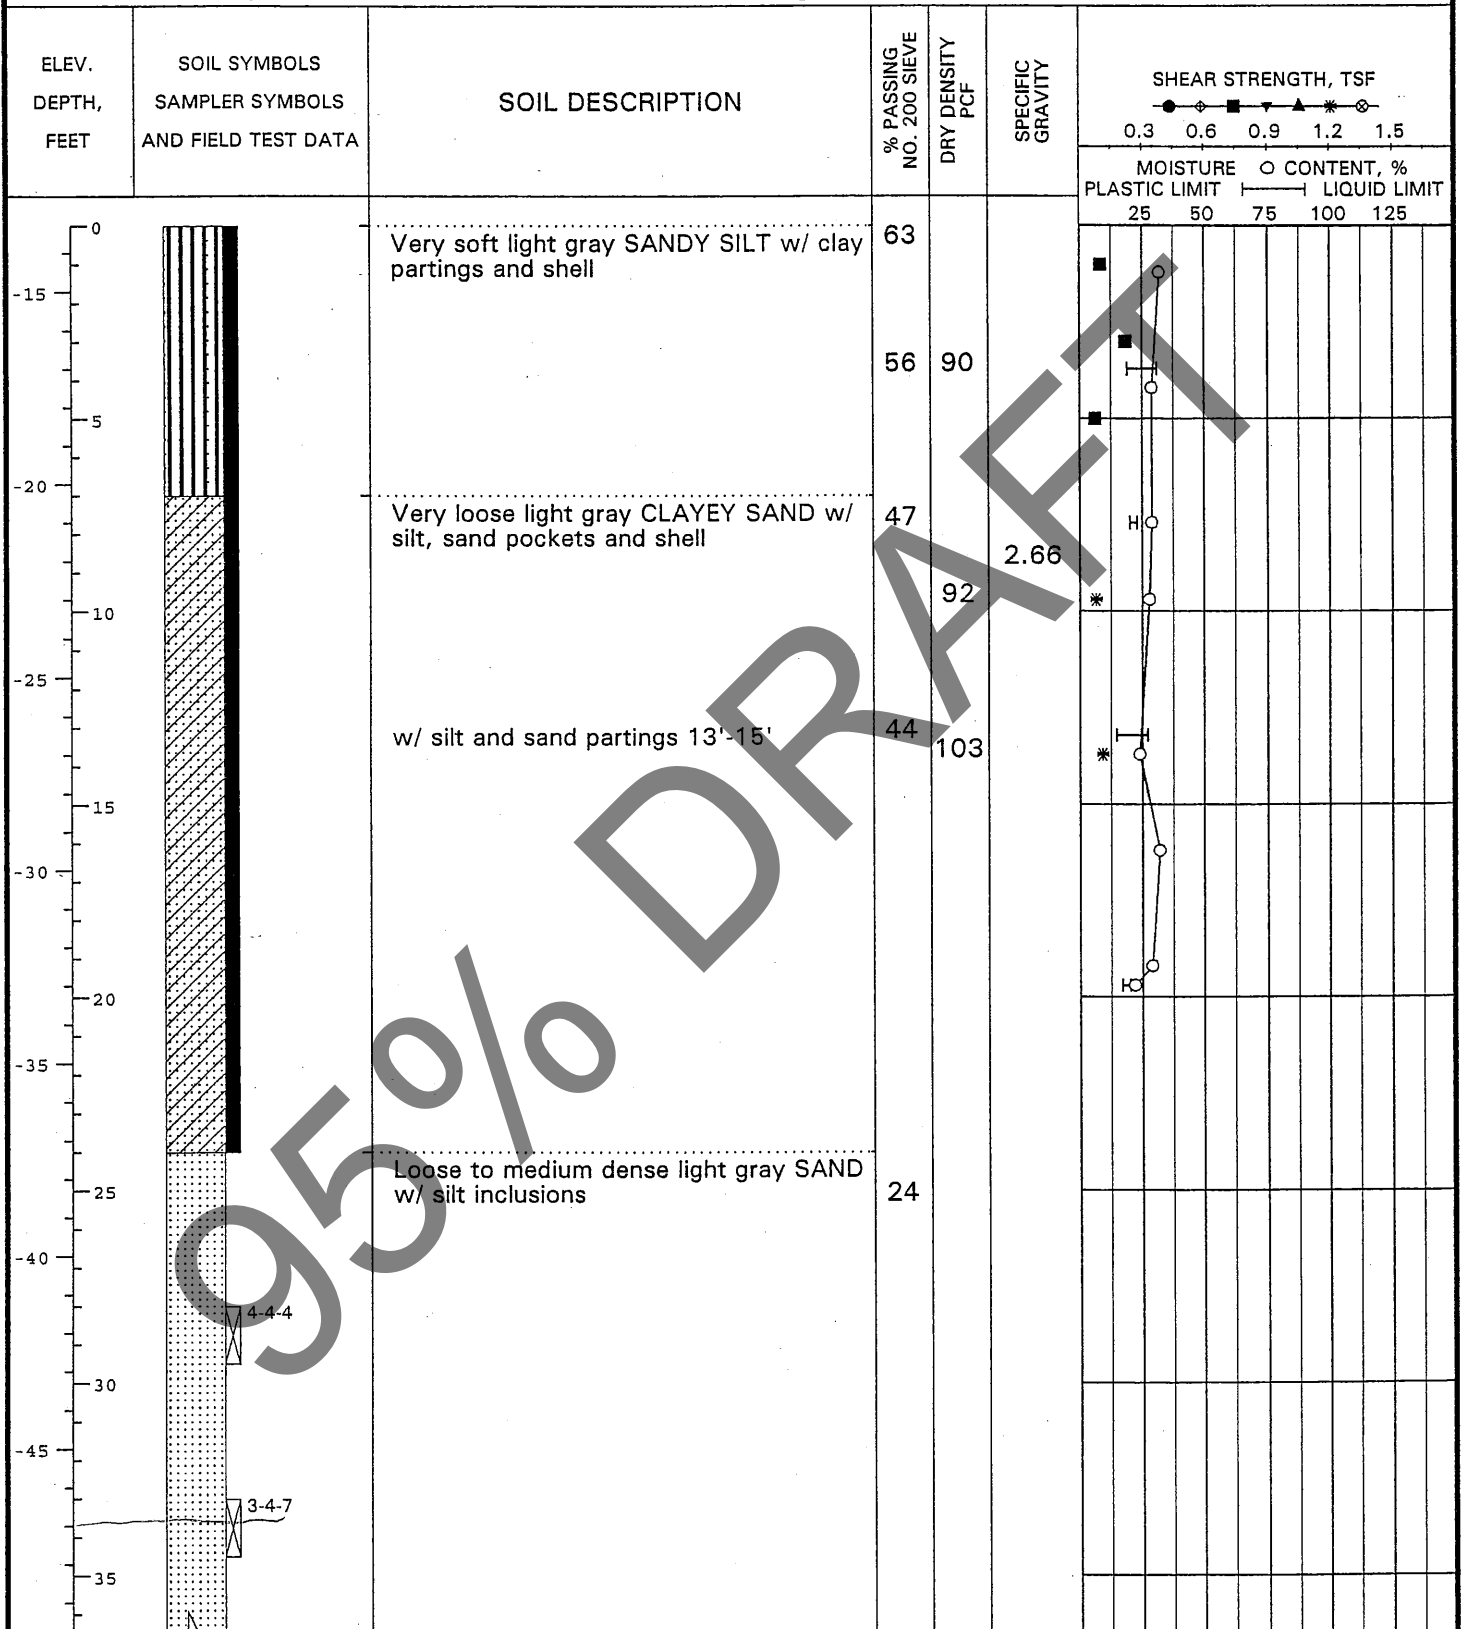 ELEV.
DEPTH,
FEET
SOIL SYMBOLS
SAMPLER SYMBOLS
AND FIELD TEST DATA
SOIL DESCRIPTION
% PASSING
NO. 200 SIEVE
DRY DENSITY
PCF
SPECIFIC
GRAVITY
SHEAR STRENGTH, TSF
0.3 0.6 0.9 1.2 1.5
MOISTURE CONTENT, %
PLASTIC LIMIT LIQUID LIMIT
25 50 75 100 125
0
Very soft light gray SANDY SILT w/ clay
partings and shell
63
-15
56 90
5
-20
Very loose light gray CLAYEY SAND w/
silt, sand pockets and shell
47
2.66
92
10
-25
w/ silt and sand partings 13'-15'
44
103
15
-30
20
-35
Loose to medium dense light gray SAND
w/ silt inclusions
24
25
-40
4-4-4
30
-45
3-4-7
35
95% DRAFT